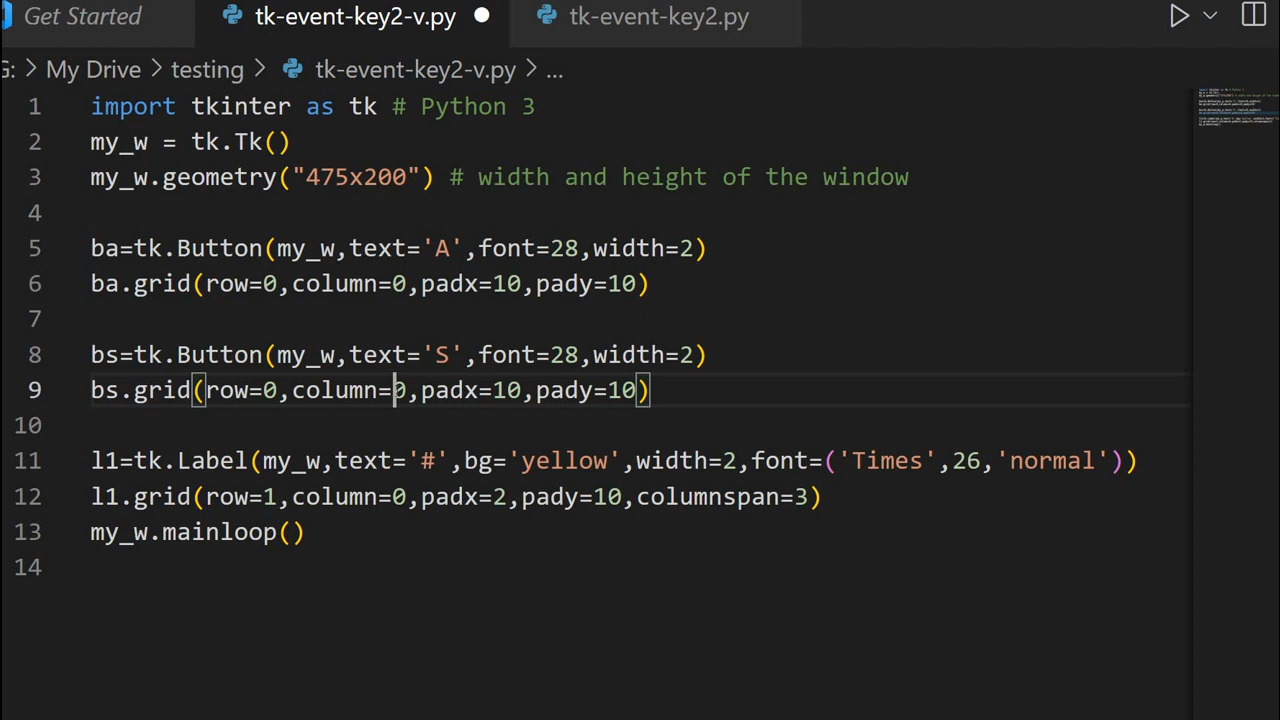 Get Started tk-event-key2-v.py tk-event-key2.py
G: > My Drive > testing > tk-event-key2-v.py > ...
1 import tkinter as tk # Python 3
2 my_w = tk.Tk()
3 my_w.geometry("475x200") # width and height of the window
4
5 ba=tk.Button(my_w,text='A',font=28,width=2)
6 ba.grid(row=0,column=0,padx=10,pady=10)
7
8 bs=tk.Button(my_w,text='S',font=28,width=2)
9 bs.grid(row=0,column=0,padx=10,pady=10)
10
11 l1=tk.Label(my_w,text='#',bg='yellow',width=2,font=('Times',26,'normal'))
12 l1.grid(row=1,column=0,padx=2,pady=10,columnspan=3)
13 my_w.mainloop()
14